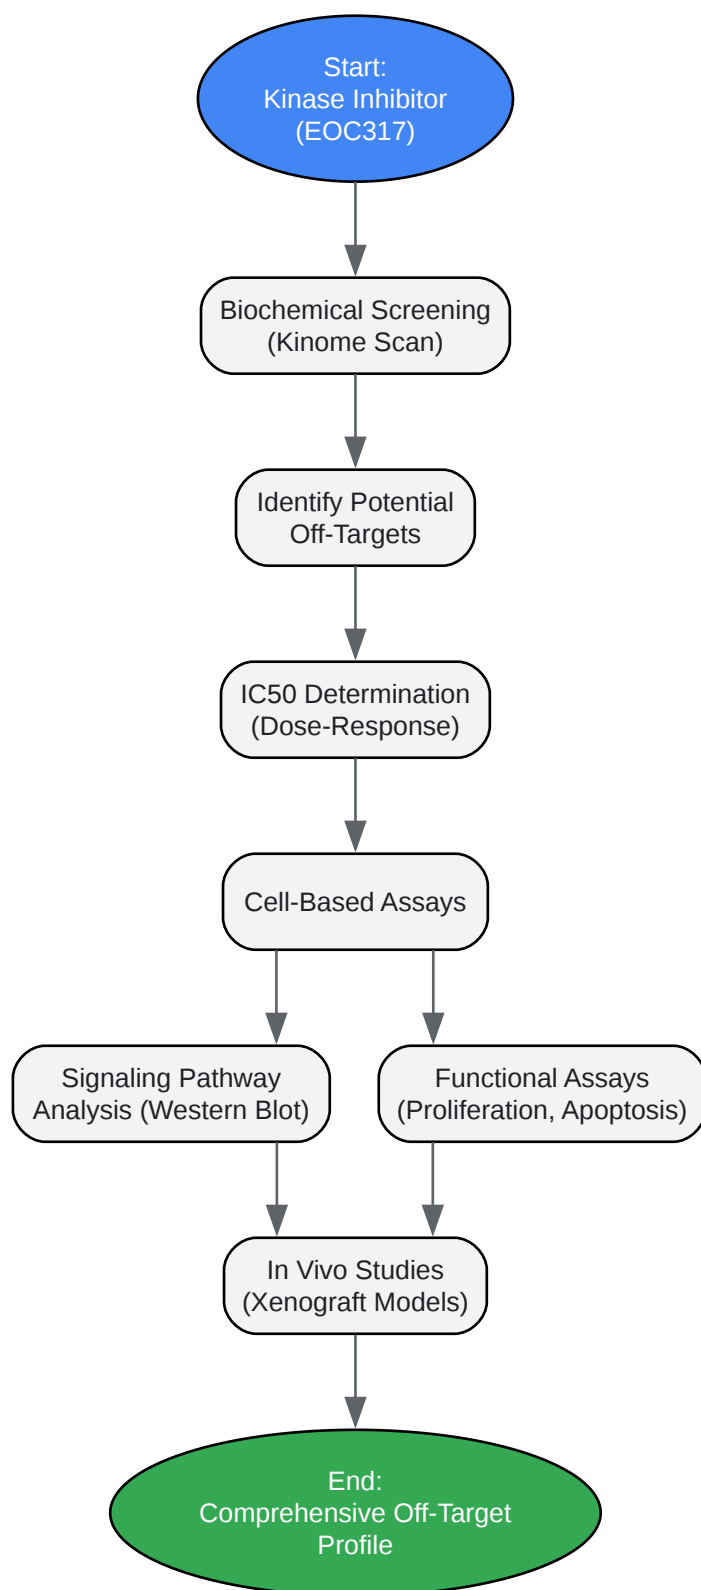 Start:
Kinase Inhibitor
(EOC317)
Biochemical Screening
(Kinome Scan)
Identify Potential
Off-Targets
IC50 Determination
(Dose-Response)
Cell-Based Assays
Signaling Pathway
Analysis (Western Blot)
Functional Assays
(Proliferation, Apoptosis)
In Vivo Studies
(Xenograft Models)
End:
Comprehensive Off-Target
Profile